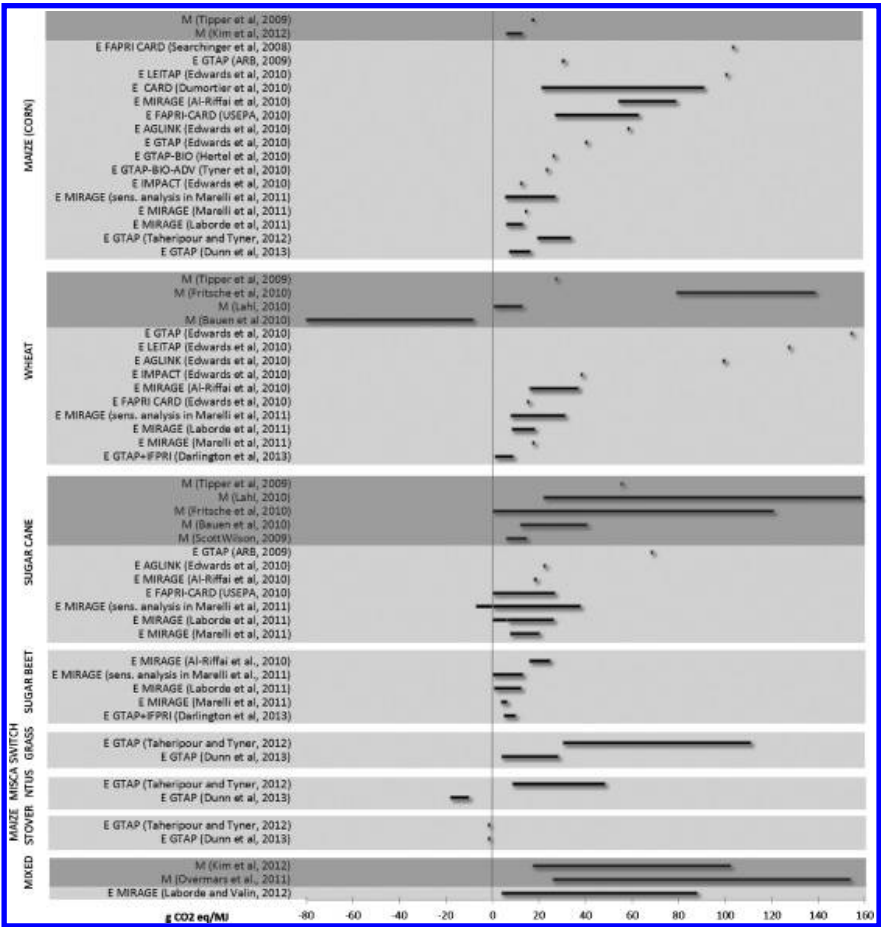 MAIZE (CORN)
M (Tipper et al, 2009)
M (Kim et al, 2012)
E FAPRI CARD (Searchinger et al, 2008)
E GTAP (ARB, 2009)
E LEITAP (Edwards et al, 2010)
E CARD (Dumortier et al, 2010)
E MIRAGE (Al-Riffai et al, 2010)
E FAPRI-CARD (USEPA, 2010)
E AGLINK (Edwards et al, 2010)
E GTAP (Edwards et al, 2010)
E GTAP-BIO (Hertel et al, 2010)
E GTAP-BIO-ADV (Tyner et al, 2010)
E IMPACT (Edwards et al, 2010)
E MIRAGE (sens. analysis in Marelli et al, 2011)
E MIRAGE (Marelli et al, 2011)
E MIRAGE (Laborde et al, 2011)
E GTAP (Taheripour and Tyner, 2012)
E GTAP (Dunn et al, 2013)
WHEAT
M (Tipper et al, 2009)
M (Fritsche et al, 2010)
M (Lahl, 2010)
M (Bauen et al 2010)
E GTAP (Edwards et al, 2010)
E LEITAP (Edwards et al, 2010)
E AGLINK (Edwards et al, 2010)
E IMPACT (Edwards et al, 2010)
E MIRAGE (Al-Riffai et al, 2010)
E FAPRI CARD (Edwards et al, 2010)
E MIRAGE (sens. analysis in Marelli et al, 2011)
E MIRAGE (Laborde et al, 2011)
E MIRAGE (Marelli et al, 2011)
E GTAP+IFPRI (Darlington et al, 2013)
SUGAR CANE
M (Tipper et al, 2009)
M (Lahl, 2010)
M (Fritsche et al, 2010)
M (Bauen et al, 2010)
M (Scott Wilson, 2009)
E GTAP (ARB, 2009)
E AGLINK (Edwards et al, 2010)
E MIRAGE (Al-Riffai et al, 2010)
E FAPRI-CARD (USEPA, 2010)
E MIRAGE (sens. analysis in Marelli et al, 2011)
E MIRAGE (Laborde et al, 2011)
E MIRAGE (Marelli et al, 2011)
SUGAR BEET
E MIRAGE (Al-Riffai et al., 2010)
E MIRAGE (sens. analysis in Marelli et al., 2011)
E MIRAGE (Laborde et al, 2011)
E MIRAGE (Marelli et al, 2011)
E GTAP+IFPRI (Darlington et al, 2013)
SWITCH
GRASS
E GTAP (Taheripour and Tyner, 2012)
E GTAP (Dunn et al, 2013)
MISCA
NTUS
E GTAP (Taheripour and Tyner, 2012)
E GTAP (Dunn et al, 2013)
MAIZE
STOVER
E GTAP (Taheripour and Tyner, 2012)
E GTAP (Dunn et al, 2013)
MIXED
M (Kim et al, 2012)
M (Overmars et al., 2011)
E MIRAGE (Laborde and Valin, 2012)
g CO2 eq/MJ -80 -60 -40 -20 0 20 40 60 80 100 120 140 160